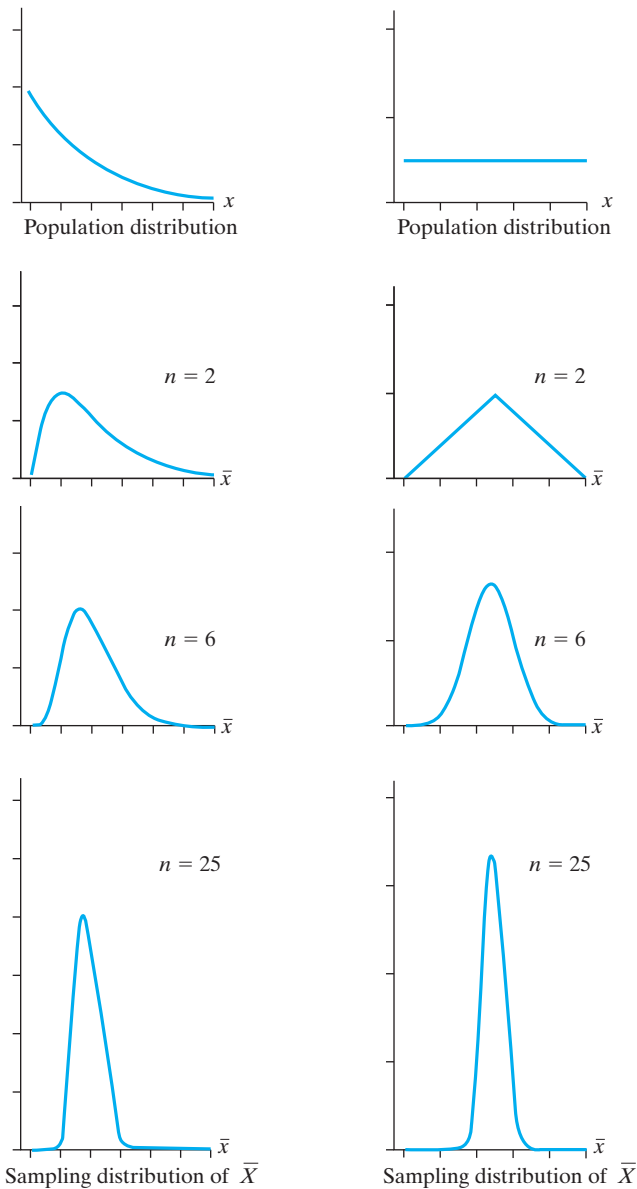 x
x
Population distribution
Population distribution
n = 2
n = 2
x̄
x̄
n = 6
n = 6
x̄
x̄
n = 25
n = 25
x̄
x̄
Sampling distribution of X̄
Sampling distribution of X̄